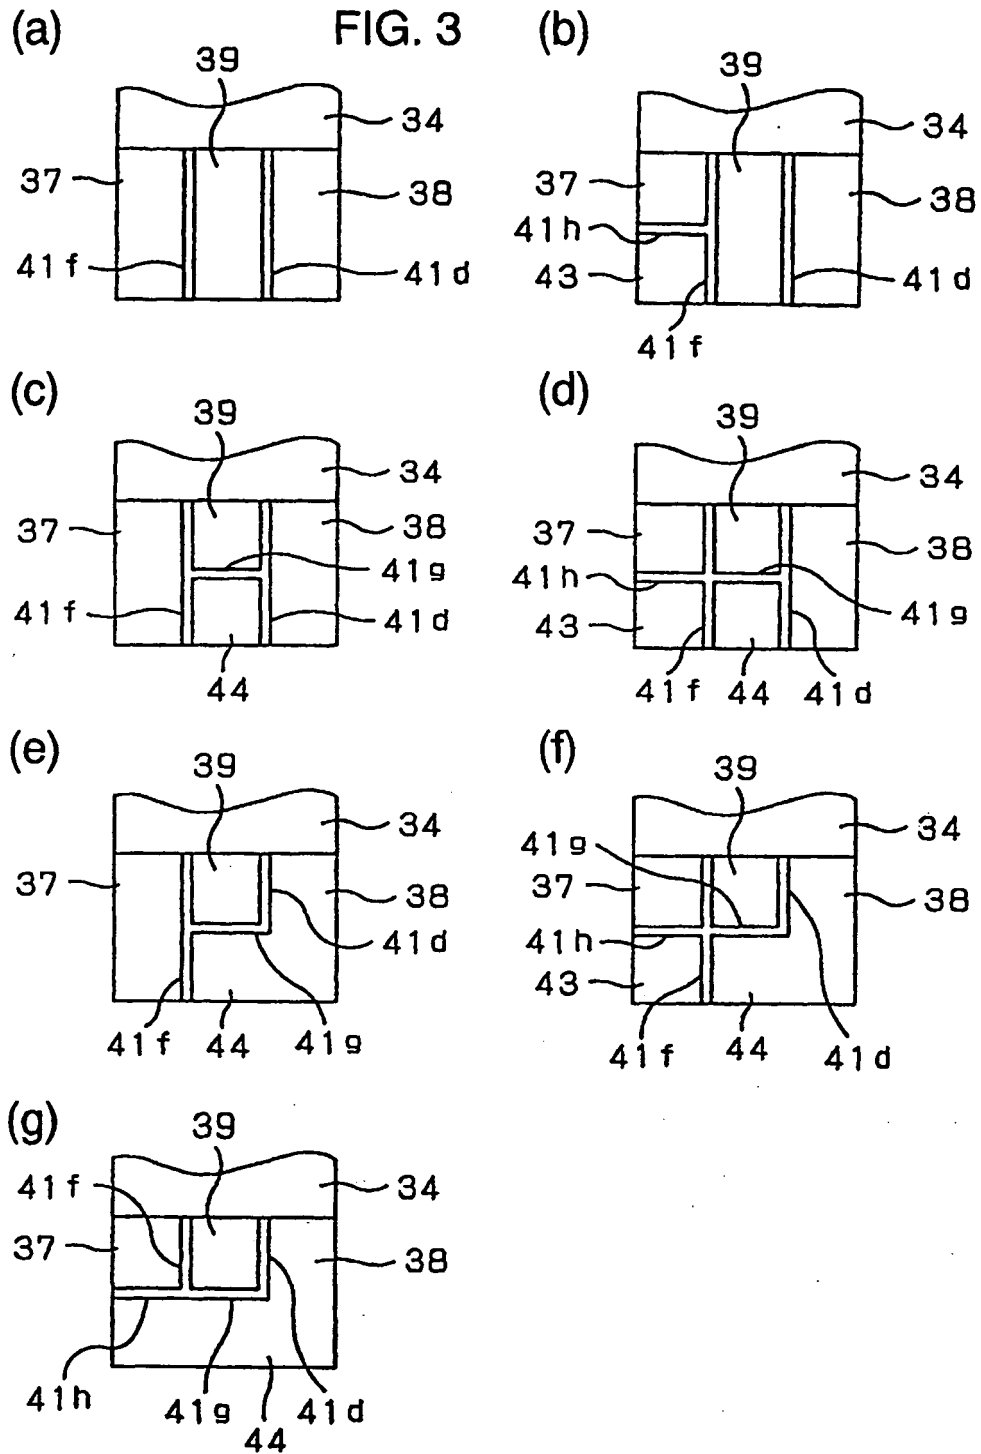 (a) FIG. 3 (b)
39 39
34 34
37 38 37 38
41f 41d 41h
43 41d
41f
(c) (d)
39 39
34 34
37 38 37 38
41g 41h
41f 41d 43 41g
44 41f 44 41d
(e) (f)
39 39
34 41g 34
37 38 37 38
41d 41h
43
41f 44 41g 41f 44 41d
(g)
39
41f 34
37 38
41h 41g 41d
44